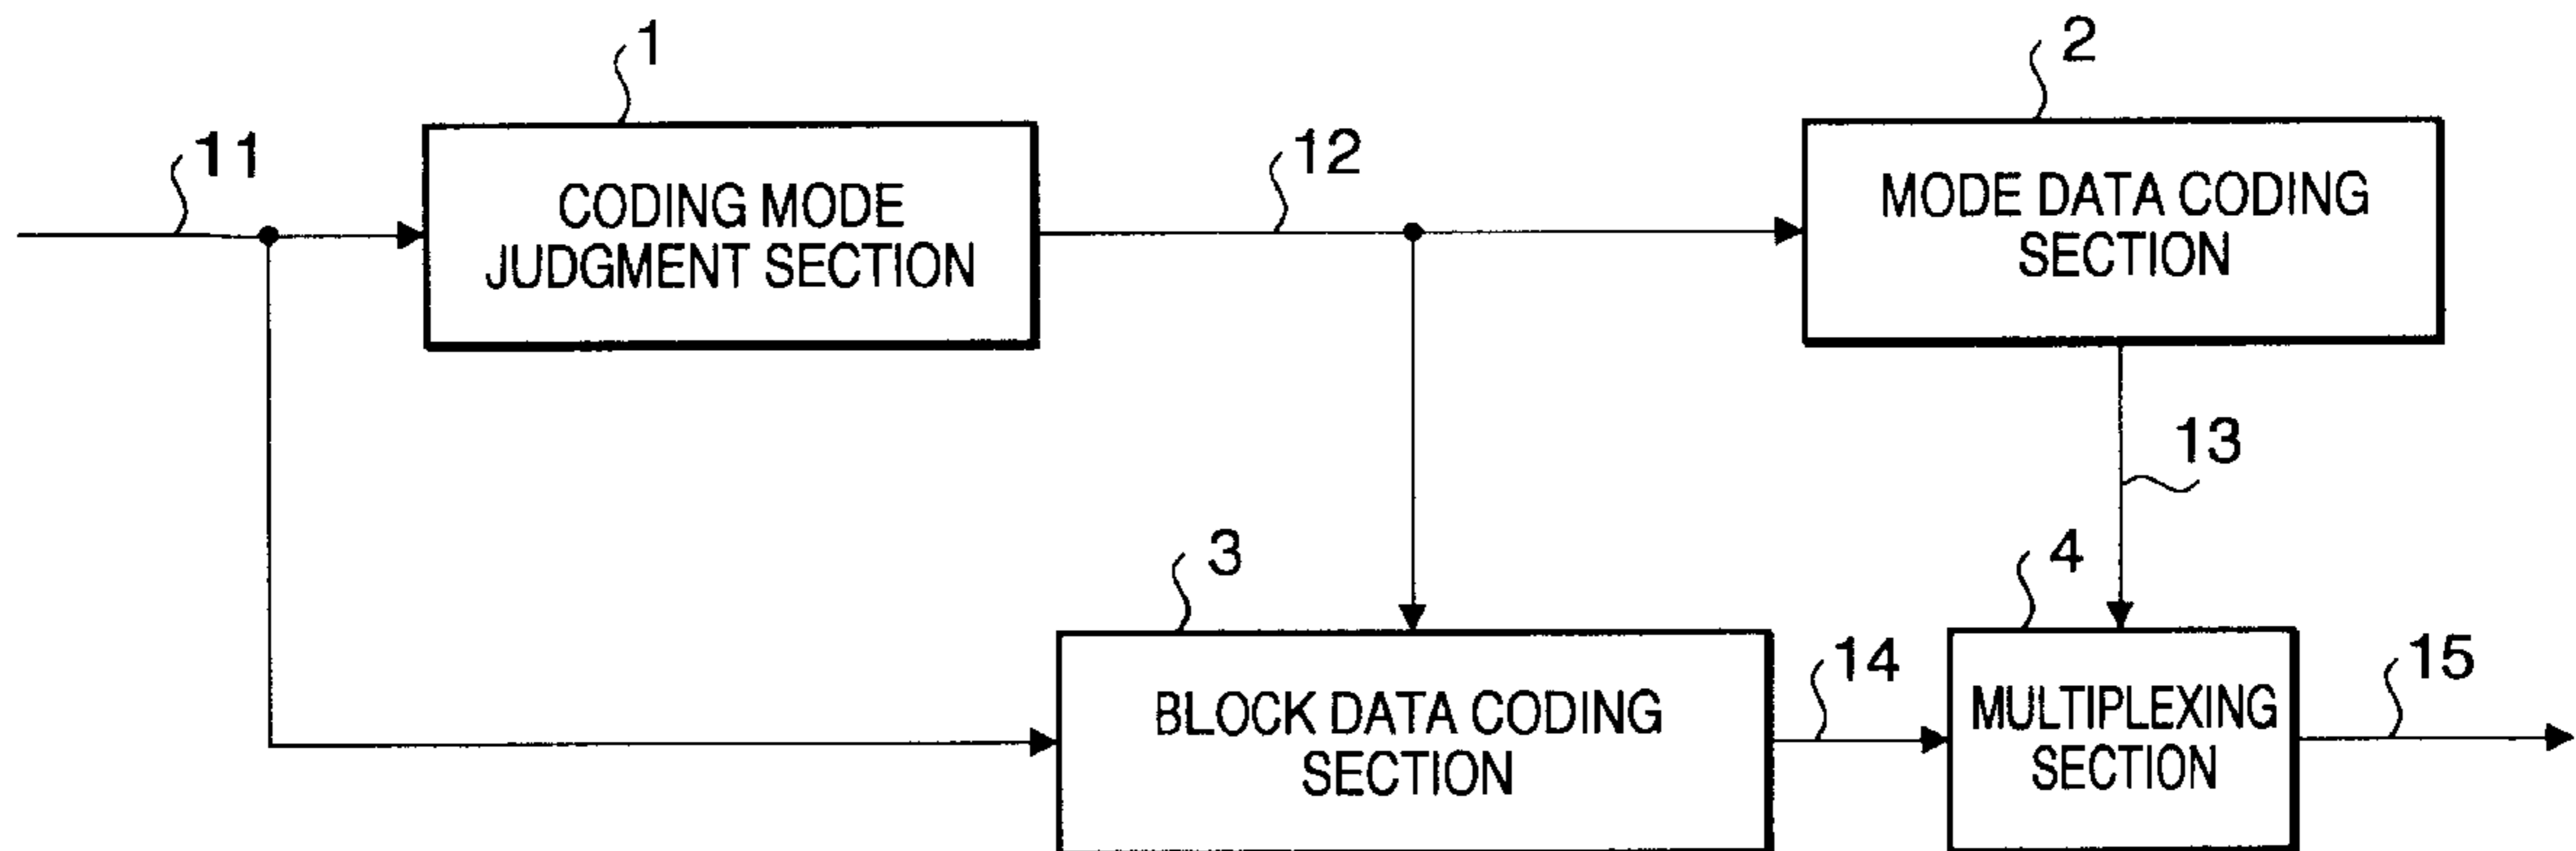 1
2
11
CODING MODE
JUDGMENT SECTION
12
MODE DATA CODING
SECTION
13
3
4
BLOCK DATA CODING
SECTION
14
MULTIPLEXING
SECTION
15